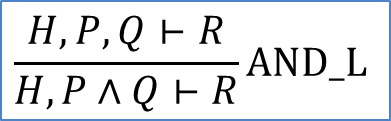 H, P, Q ⊢ R
H, P ∧ Q ⊢ R
AND_L